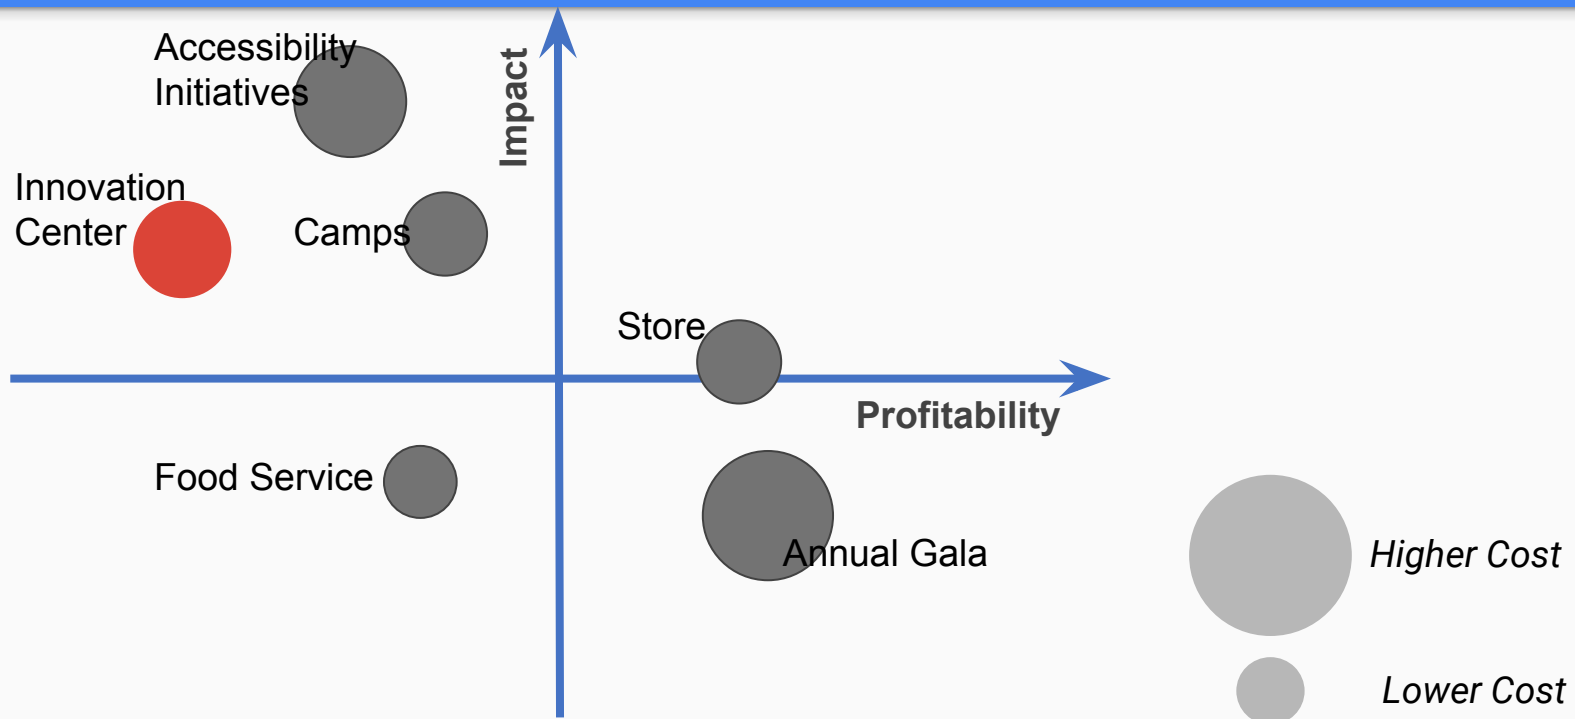 Accessibility
Initiatives
Impact
Innovation
Center
Camps
Store
Profitability
Food Service
Annual Gala
Higher Cost
Lower Cost